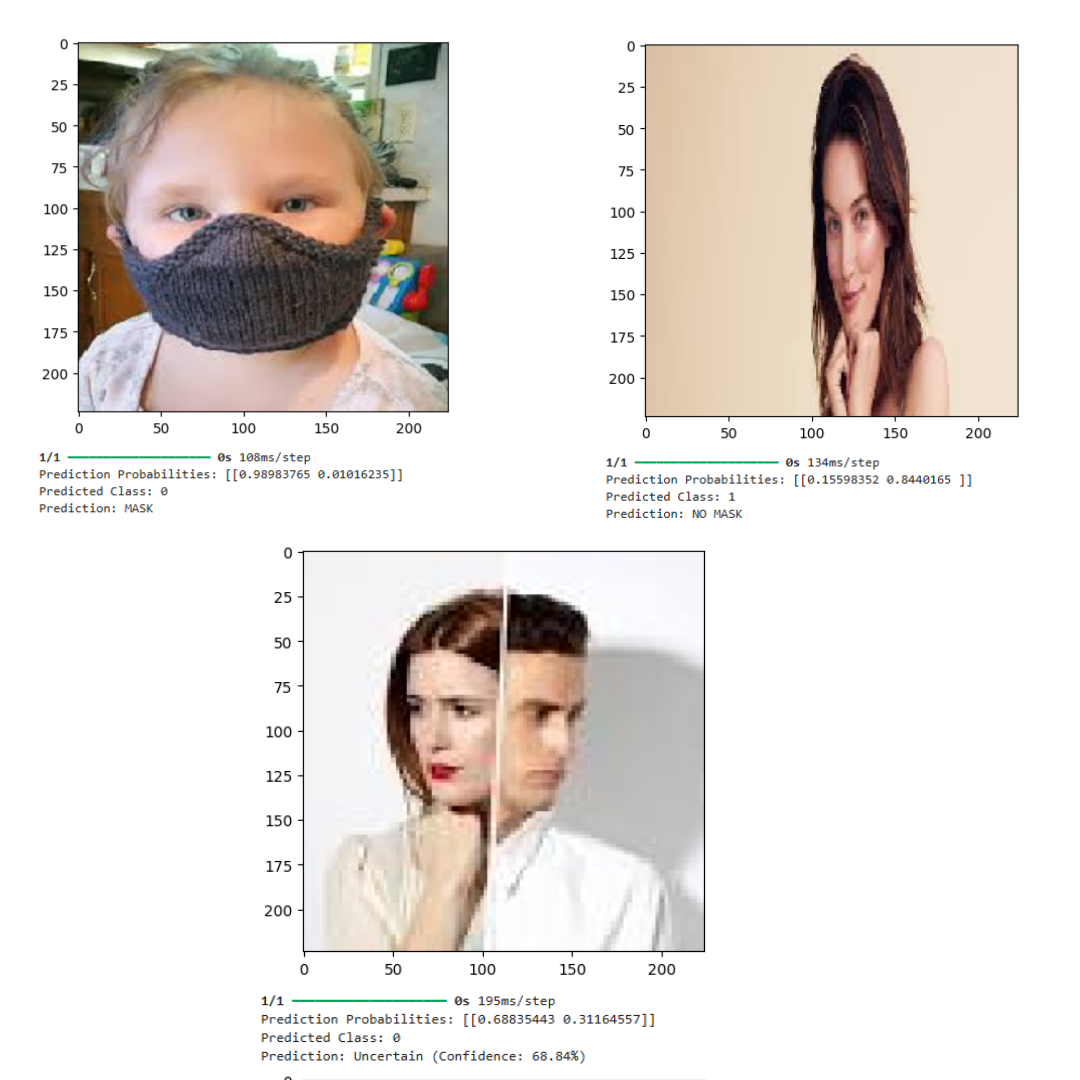 0
25
50
75
100
125
150
175
200
0 50 100 150 200
1/1 0s 108ms/step
Prediction Probabilities: [[0.98983765 0.01016235]]
Predicted Class: 0
Prediction: MASK
0
25
50
75
100
125
150
175
200
0 50 100 150 200
1/1 0s 134ms/step
Prediction Probabilities: [[0.15598352 0.8440165 ]]
Predicted Class: 1
Prediction: NO MASK
0
25
50
75
100
125
150
175
200
0 50 100 150 200
1/1 0s 195ms/step
Prediction Probabilities: [[0.68835443 0.31164557]]
Predicted Class: 0
Prediction: Uncertain (Confidence: 68.84%)